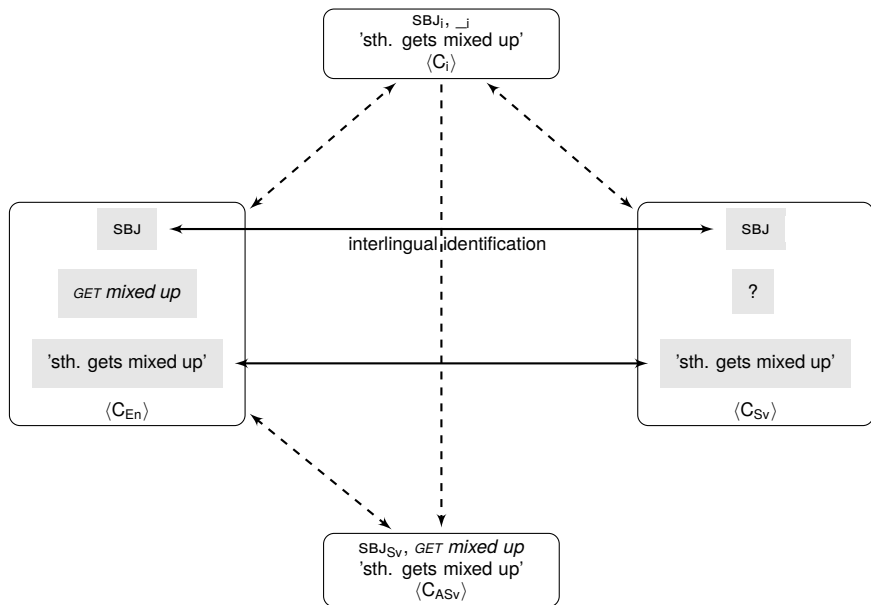 SBJi, _i
'sth. gets mixed up'
⟨Ci⟩
SBJ
SBJ
interlingual identification
GET mixed up
?
'sth. gets mixed up'
'sth. gets mixed up'
⟨CEn⟩
⟨CSv⟩
SBJSv, GET mixed up
'sth. gets mixed up'
⟨CASv⟩